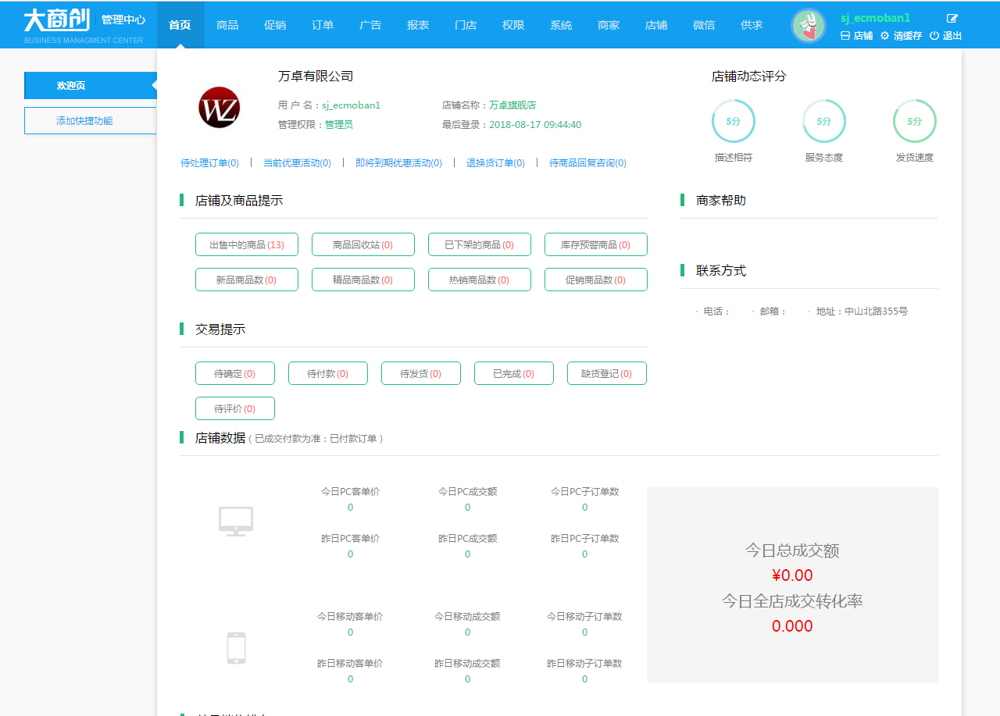 大商创 管理中心
BUSINESS MANAGMENT CENTER
首页 商品 促销 订单 广告 报表 门店 权限 系统 商家 店铺 微信 供求
sj_ecmoban1
店铺 清缓存 退出
欢迎页
添加快捷功能
WZ
万卓有限公司
用 户 名：sj_ecmoban1 店铺名称：万卓旗舰店
管理权限：管理员 最后登录：2018-08-17 09:44:40
店铺动态评分
5分 5分 5分
描述相符 服务态度 发货速度
待处理订单(0) | 当前优惠活动(0) | 即将到期优惠活动(0) | 退换货订单(0) | 待商品回复咨询(0)
店铺及商品提示
出售中的商品(13) 商品回收站(0) 已下架的商品(0) 库存预警商品(0)
新品商品数(0) 精品商品数(0) 热销商品数(0) 促销商品数(0)
商家帮助
联系方式
· 电话： · 邮箱： · 地址：中山北路355号
交易提示
待确定(0) 待付款(0) 待发货(0) 已完成(0) 缺货登记(0)
待评价(0)
店铺数据（已成交付款为准：已付款订单）
今日PC客单价 今日PC成交额 今日PC子订单数
0 0 0
昨日PC客单价 昨日PC成交额 昨日PC子订单数
0 0 0
今日移动客单价 今日移动成交额 今日移动子订单数
0 0 0
昨日移动客单价 昨日移动成交额 昨日移动子订单数
0 0 0
今日总成交额
¥0.00
今日全店成交转化率
0.000